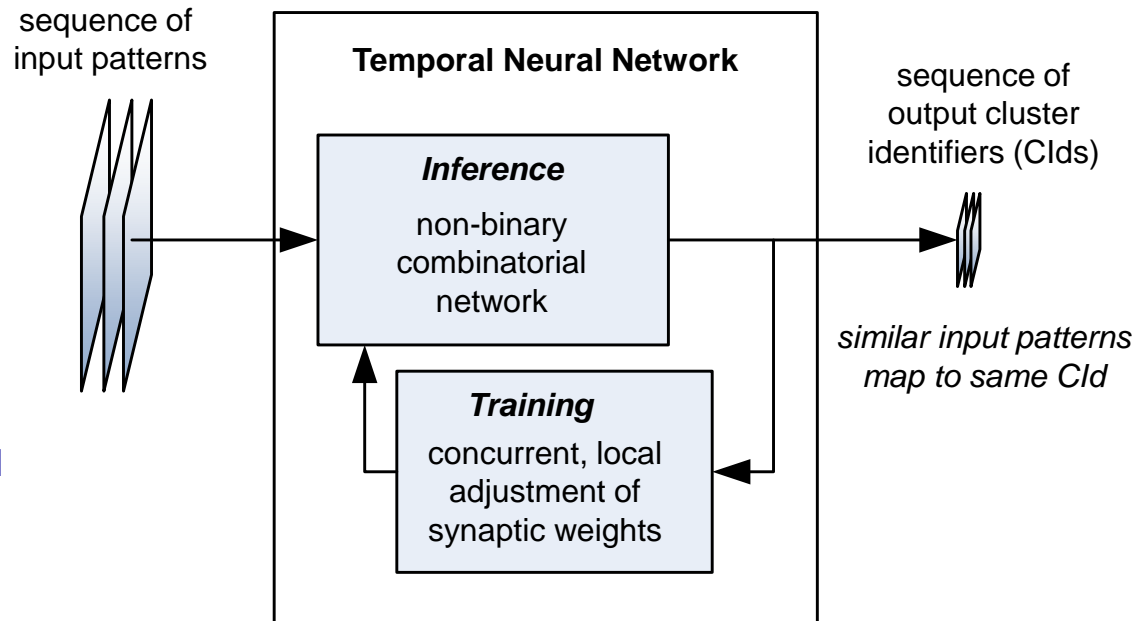 sequence of
input patterns
Temporal Neural Network
Inference
non-binary
combinatorial
network
Training
concurrent, local
adjustment of
synaptic weights
sequence of
output cluster
identifiers (CIds)
similar input patterns
map to same CId